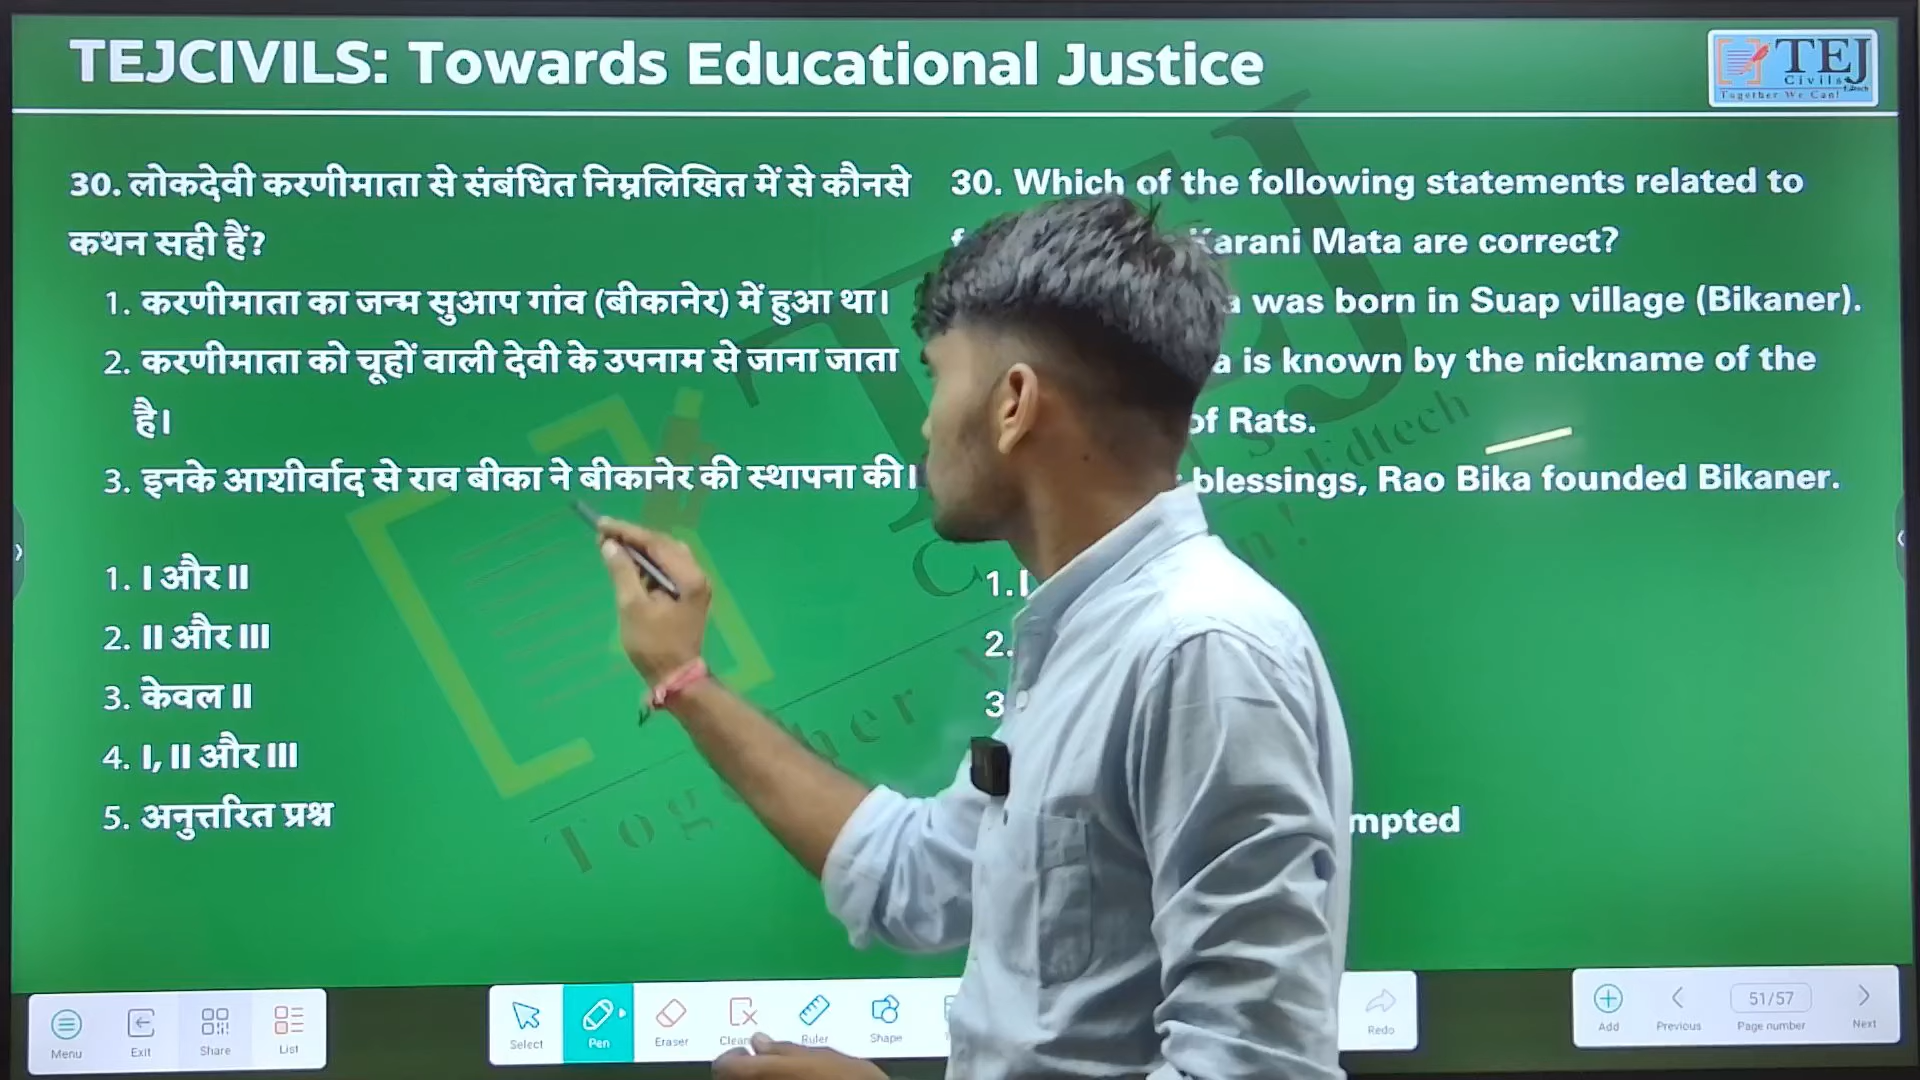 TEJCIVILS: Towards Educational Justice
TEJ
Civils
Edtech
Together We Can!
30. लोकदेवी करणीमाता से संबंधित निम्नलिखित में से कौनसे
कथन सही हैं?
1. करणीमाता का जन्म सुआप गांव (बीकानेर) में हुआ था।
2. करणीमाता को चूहों वाली देवी के उपनाम से जाना जाता
है।
3. इनके आशीर्वाद से राव बीका ने बीकानेर की स्थापना की।
1. I और II
2. II और III
3. केवल II
4. I, II और III
5. अनुत्तरित प्रश्न
30. Which of the following statements related to
Karani Mata are correct?
was born in Suap village (Bikaner).
is known by the nickname of the
of Rats.
blessings, Rao Bika founded Bikaner.
1. I
2.
3
mpted
Menu
Exit
Share
List
Select
Pen
Eraser
Clean
Ruler
Shape
Redo
Add
Previous
51/57
Page number
Next